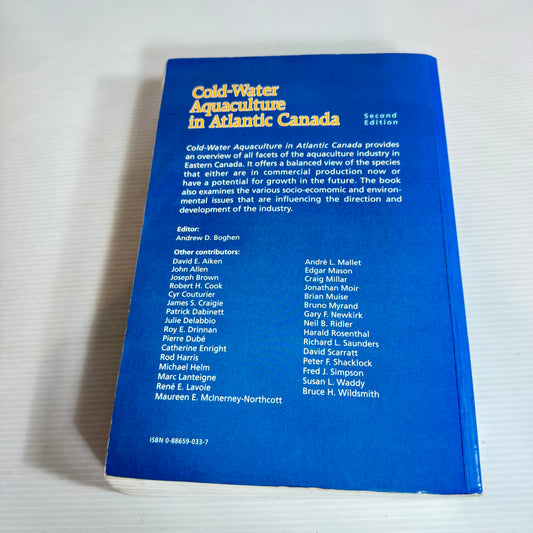 Cold-Water
Aquaculture
in Atlantic Canada
Second
Edition
Cold-Water Aquaculture in Atlantic Canada provides
an overview of all facets of the aquaculture industry in
Eastern Canada. It offers a balanced view of the species
that either are in commercial production now or
have a potential for growth in the future. The book
also examines the various socio-ecomomic and environ-
mental issues that are influencing the direction and
development of the industry.
Editor:
Andrew D. Boghen
Other contributors:
David E. Aiken
John Allen
Joseph Brown
Robert H. Cook
Cyr Couturier
James S. Craigie
Patrick Dabinett
Julie Delabbio
Roy E. Drinnan
Pierre Dubé
Catherine Enright
Rod Harris
Michael Helm
Marc Lanteigne
René E. Lavoie
Maureen E. McInerney-Northcott
André L. Mallet
Edgar Mason
Craig Millar
Jonathan Moir
Brian Muise
Bruno Myrand
Gary F. Newkirk
Neil B. Ridler
Harald Rosenthal
Richard L. Saunders
David Scarratt
Peter F. Shacklock
Fred J. Simpson
Susan L. Waddy
Bruce H. Wildsmith
ISBN 0-88659-033-7